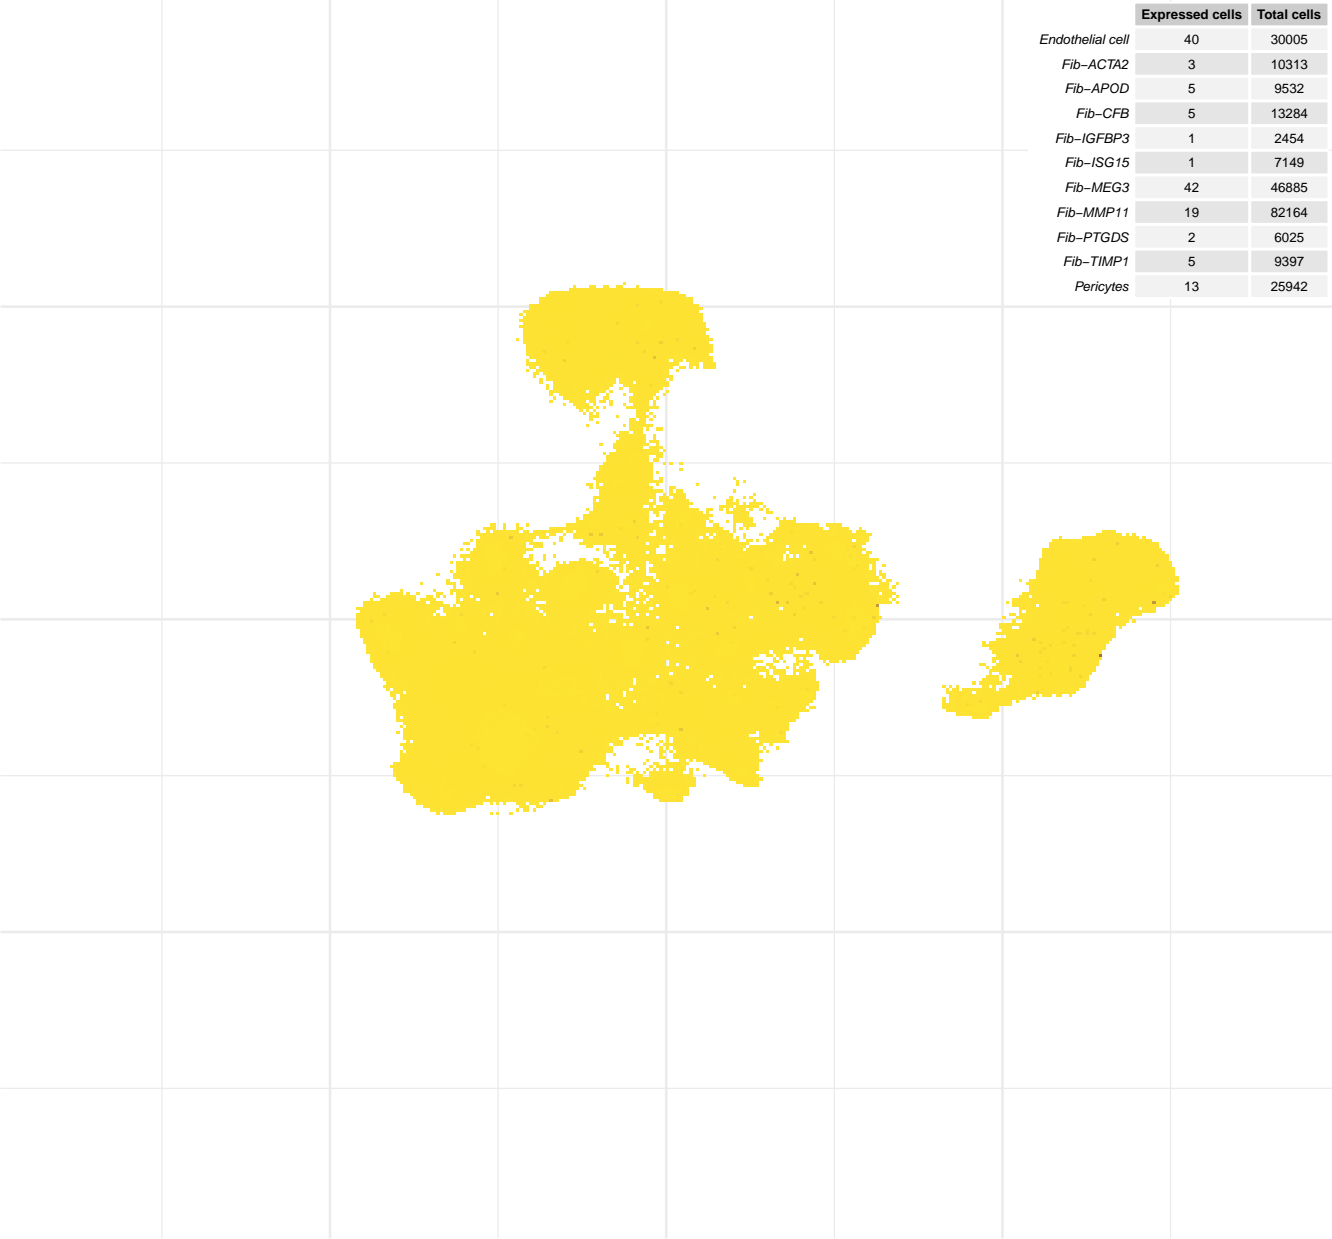 Expressed cells Total cells
Endothelial cell 40 30005
Fib−ACTA2 3 10313
Fib−APOD 5 9532
Fib−CFB 5 13284
Fib−IGFBP3 1 2454
Fib−ISG15 1 7149
Fib−MEG3 42 46885
Fib−MMP11 19 82164
Fib−PTGDS 2 6025
Fib−TIMP1 5 9397
Pericytes 13 25942